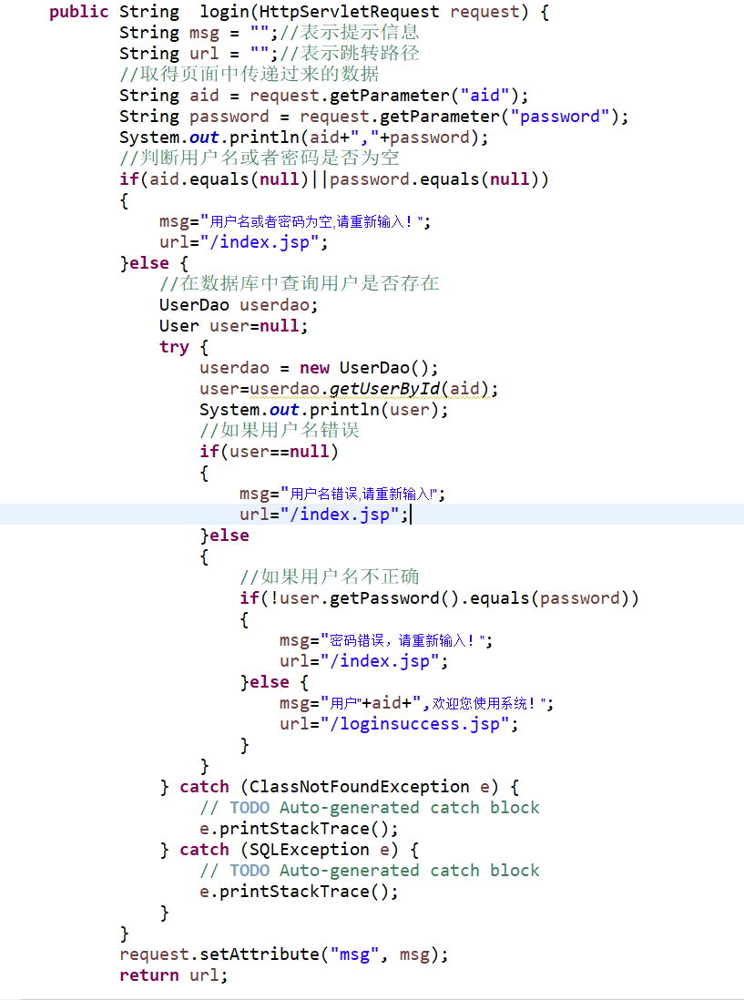 public String  login(HttpServletRequest request) {
String msg = "";//表示提示信息
String url = "";//表示跳转路径
//取得页面中传递过来的数据
String aid = request.getParameter("aid");
String password = request.getParameter("password");
System.out.println(aid+","+password);
//判断用户名或者密码是否为空
if(aid.equals(null)||password.equals(null))
{
msg="用户名或者密码为空,请重新输入！";
url="/index.jsp";
}else {
//在数据库中查询用户是否存在
UserDao userdao;
User user=null;
try {
userdao = new UserDao();
user=userdao.getUserById(aid);
System.out.println(user);
//如果用户名错误
if(user==null)
{
msg="用户名错误,请重新输入!";
url="/index.jsp";
}else
{
//如果用户名不正确
if(!user.getPassword().equals(password))
{
msg="密码错误，请重新输入！";
url="/index.jsp";
}else {
msg="用户"+aid+",欢迎您使用系统！";
url="/loginsuccess.jsp";
}
}
} catch (ClassNotFoundException e) {
// TODO Auto-generated catch block
e.printStackTrace();
} catch (SQLException e) {
// TODO Auto-generated catch block
e.printStackTrace();
}
}
request.setAttribute("msg", msg);
return url;